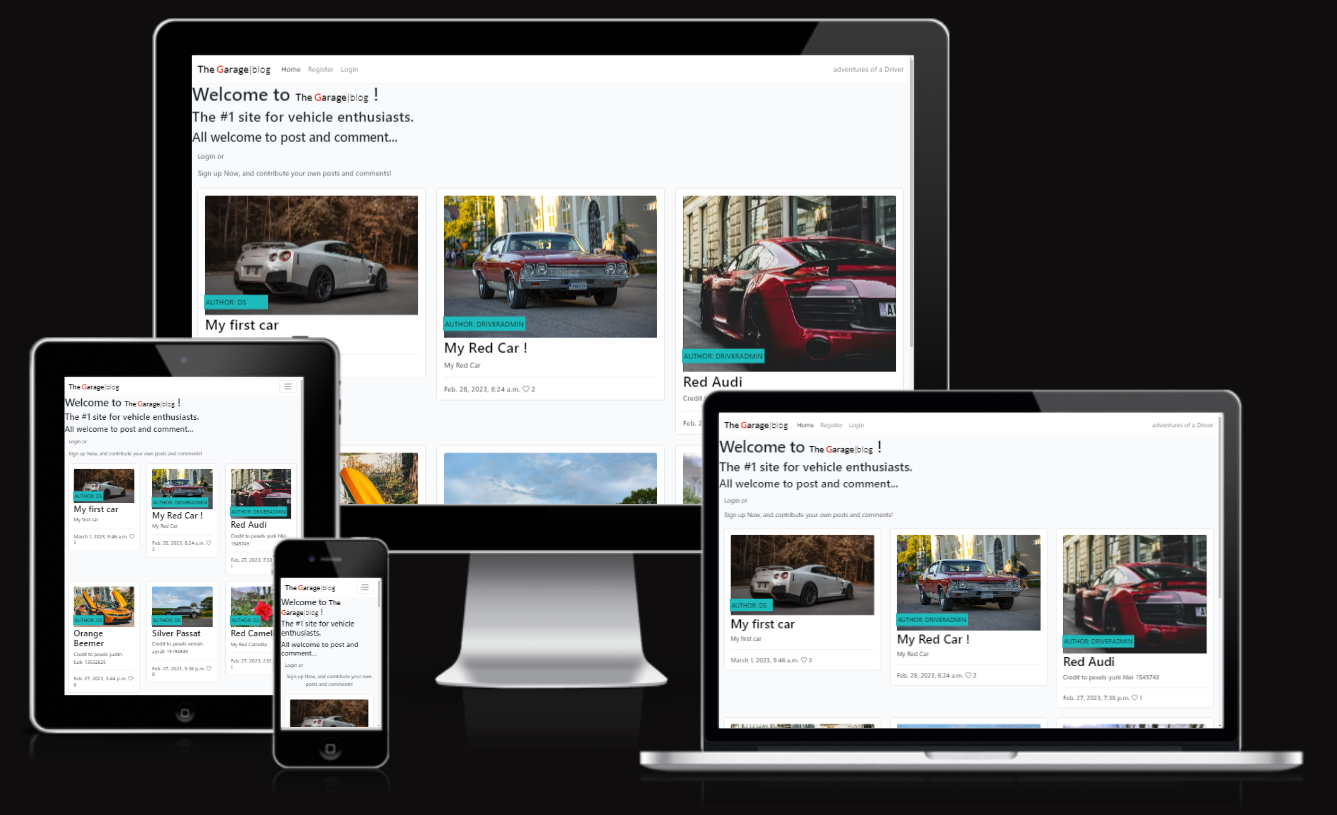 The Garage|blog Home Register Login adventures of a Driver
Welcome to The Garage|blog !
The #1 site for vehicle enthusiasts.
All welcome to post and comment...
Login or
Sign up Now, and contribute your own posts and comments!
AUTHOR: DS
My first car
AUTHOR: DRIVERADMIN
My Red Car !
My Red Car
Feb. 28, 2023, 8:24 a.m. 2
AUTHOR: DRIVERADMIN
Red Audi
Credit
Feb. 2
The Garage|blog
Welcome to The Garage|blog !
The #1 site for vehicle enthusiasts.
All welcome to post and comment...
Login or
Sign up Now, and contribute your own posts and comments!
AUTHOR: DS
My first car
My first car
March 1, 2023, 9:46 a.m.
3
AUTHOR: DRIVERADMIN
My Red Car !
My Red Car
Feb. 28, 2023, 8:24 a.m.
2
AUTHOR: DRIVERADMIN
Red Audi
Credit to pexels-yurii-hlei-
1545743
Feb. 27, 2023, 7:38
1
AUTHOR: DS
Orange
Beemer
Credit to pexels-justin-
Feb. 27, 2023, 5:44 p.m.
0
AUTHOR: DS
Silver Passat
Credit to pexels
Feb. 27, 2023, 5:36 p.m.
0
AUTHOR: DS
Red Camel
My Red Camelia
Feb. 27, 2023, 2:01
1
The Garage|blog
Welcome to The
Garage|blog !
The #1 site for vehicle
enthusiasts.
All welcome to post and
comment...
Login or
Sign up Now, and contribute your own
posts and comments!
The Garage|blog Home Register Login adventures of a Driver
Welcome to The Garage|blog !
The #1 site for vehicle enthusiasts.
All welcome to post and comment...
Login or
Sign up Now, and contribute your own posts and comments!
AUTHOR: DS
My first car
My first car
March 1, 2023, 9:46 a.m. 3
AUTHOR: DRIVERADMIN
My Red Car !
My Red Car
Feb. 28, 2023, 8:24 a.m. 2
AUTHOR: DRIVERADMIN
Red Audi
Credit to pexels-yurii-hlei-1545743
Feb. 27, 2023, 7:38 p.m. 1